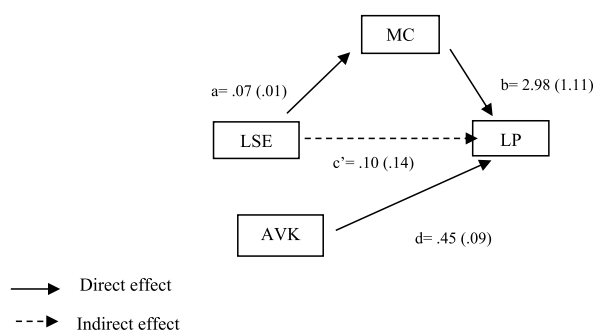 MC
a= .07 (.01)
b= 2.98 (1.11)
LSE
LP
c’= .10 (.14)
AVK
d= .45 (.09)
Direct effect
Indirect effect